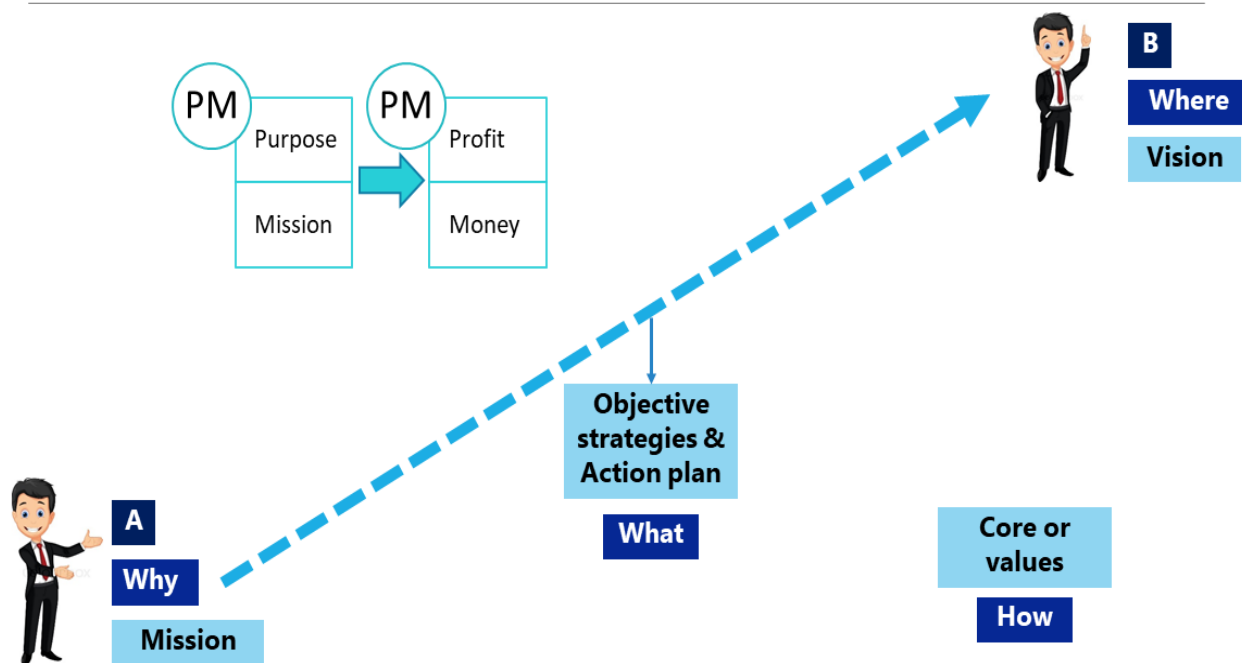 B
Where
Vision
PM
Purpose
Mission
PM
Profit
Money
Objective
strategies &
Action plan
What
A
Why
Mission
Core or
values
How